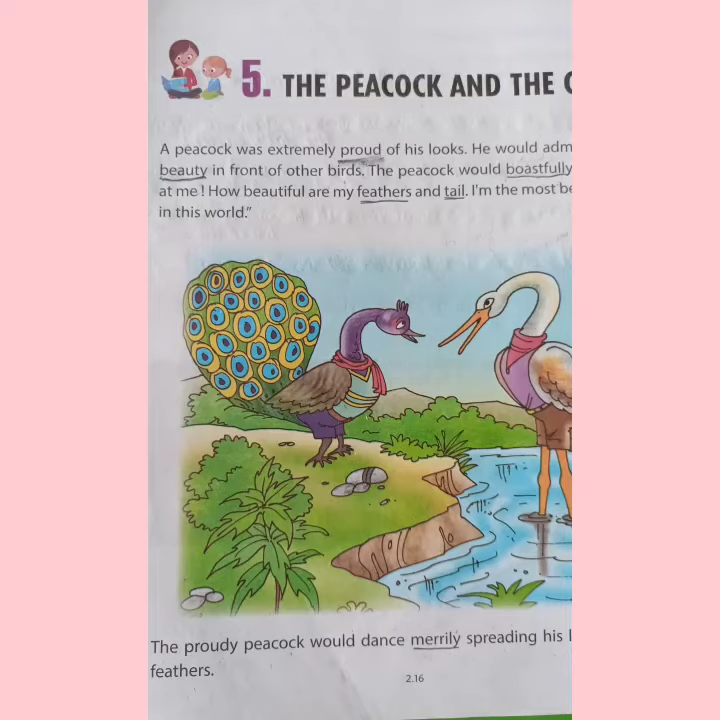 5. THE PEACOCK AND THE
A peacock was extremely proud of his looks. He would
beauty in front of other birds. The peacock would boastfully
at me ! How beautiful are my feathers and tail. I'm the most
in this world."
The proudy peacock would dance merrily spreading his
feathers.
2.16